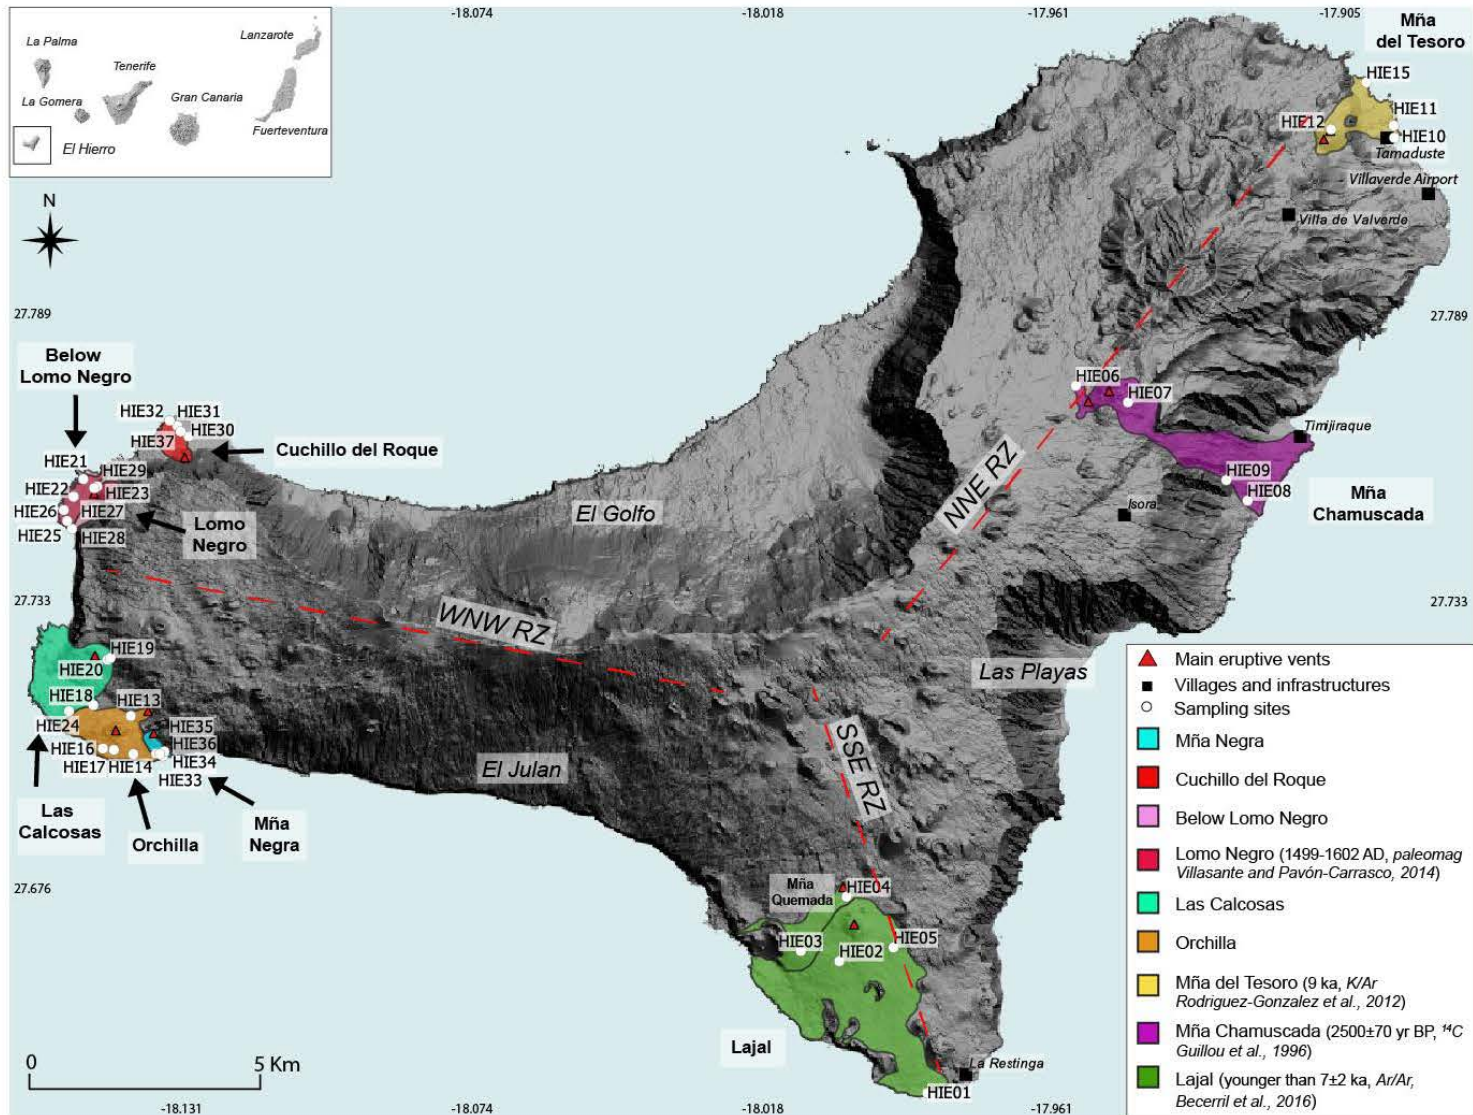 -18.074
-18.018
-17.961
-17.905
La Palma
Lanzarote
Tenerife
La Gomera
Gran Canaria
Fuerteventura
El Hierro
N
Mña
del Tesoro
HIE15
HIE11
HIE12
HIE10
Tamaduste
Villaverde Airport
Villa de Valverde
27.789
27.789
Below
Lomo Negro
HIE32
HIE31
HIE30
HIE37
Cuchillo del Roque
HIE21
HIE29
HIE22
HIE23
HIE26
HIE27
HIE25
HIE28
Lomo
Negro
El Golfo
NNE RZ
HIE06
HIE07
Timijiraque
HIE09
HIE08
Isora
Mña
Chamuscada
27.733
27.733
WNW RZ
HIE19
HIE20
HIE18
HIE13
HIE24
HIE35
HIE16
HIE36
HIE34
HIE17
HIE14
HIE33
Las
Calcosas
Orchilla
Mña
Negra
El Julan
SSE RZ
Las Playas
27.676
Mña
Quemada
HIE04
HIE03
HIE02
HIE05
Lajal
La Restinga
HIE01
0
5 Km
-18.131
-18.074
-18.018
-17.961
Main eruptive vents
Villages and infrastructures
Sampling sites
Mña Negra
Cuchillo del Roque
Below Lomo Negro
Lomo Negro (1499-1602 AD, paleomag
Villasante and Pavón-Carrasco, 2014)
Las Calcosas
Orchilla
Mña del Tesoro (9 ka, K/Ar
Rodriguez-Gonzalez et al., 2012)
Mña Chamuscada (2500±70 yr BP, ¹⁴C
Guillou et al., 1996)
Lajal (younger than 7±2 ka, Ar/Ar,
Becerril et al., 2016)